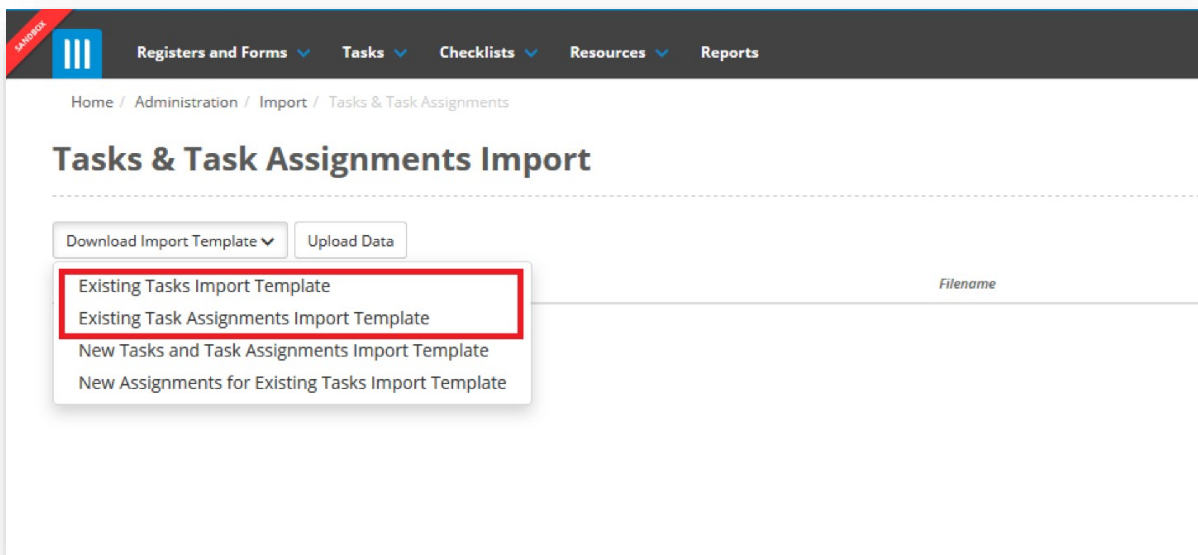 SANDBOX
Registers and Forms Tasks Checklists Resources Reports
Home / Administration / Import / Tasks & Task Assignments
Tasks & Task Assignments Import
Download Import Template Upload Data
Existing Tasks Import Template
Filename
Existing Task Assignments Import Template
New Tasks and Task Assignments Import Template
New Assignments for Existing Tasks Import Template